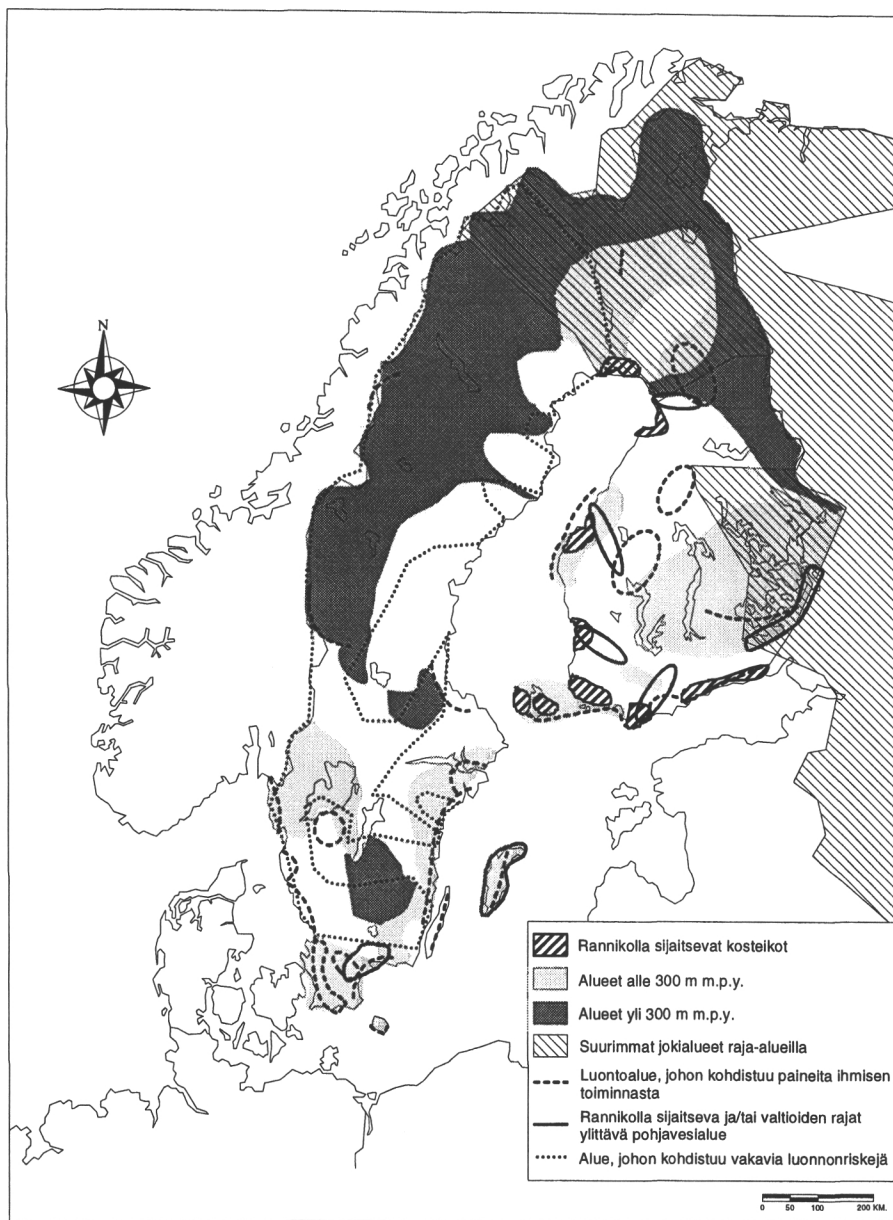 N
Rannikolla sijaitsevat kosteikot
Alueet alle 300 m m.p.y.
Alueet yli 300 m m.p.y.
Suurimmat jokialueet raja-alueilla
Luontoalue, johon kohdistuu paineita ihmisen
toiminnasta
Rannikolla sijaitseva ja/tai valtioiden rajat
ylittävä pohjavesialue
Alue, johon kohdistuu vakavia luonnonriskejä
0 50 100 200 KM.